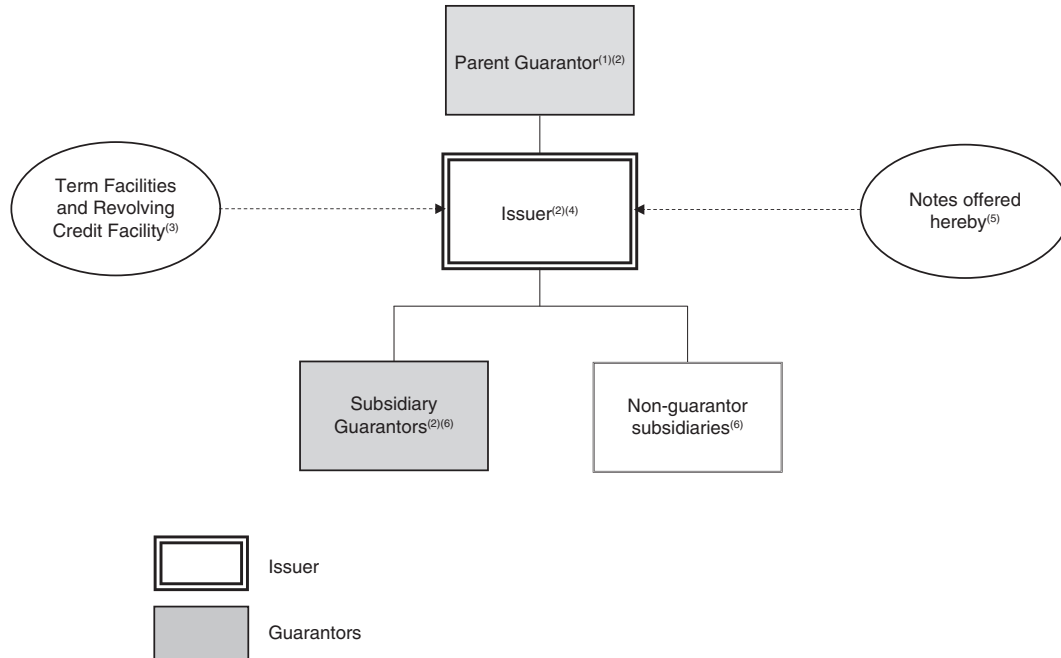 Parent Guarantor(1)(2)
Term Facilities
and Revolving
Credit Facility(3)
Issuer(2)(4)
Notes offered
hereby(5)
Subsidiary
Guarantors(2)(6)
Non-guarantor
subsidiaries(6)
Issuer
Guarantors